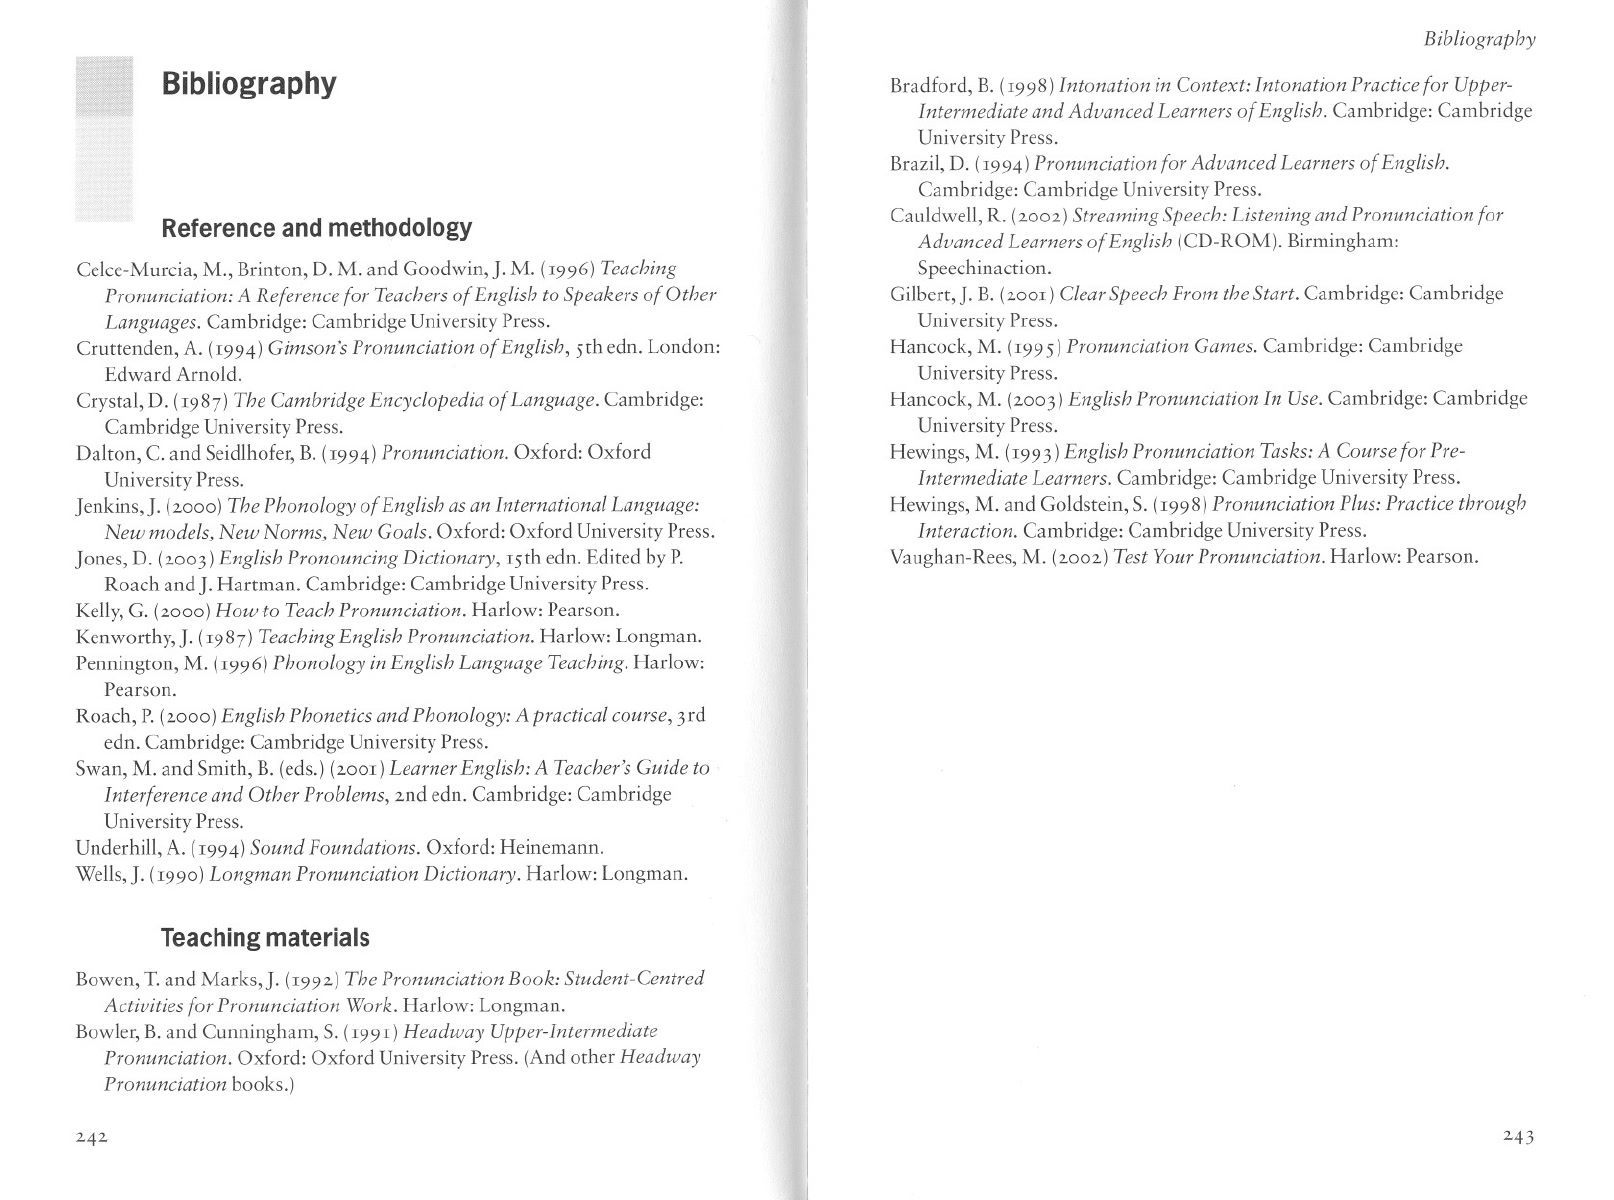 Bibliography
Reference and methodology
Celce-Murcia, M., Brinton, D. M. and Goodwin, J. M. (1996) Teaching
Pronunciation: A Reference for Teachers of English to Speakers of Other
Languages. Cambridge: Cambridge University Press.
Cruttenden, A. (1994) Gimson's Pronunciation of English, 5th edn. London:
Edward Arnold.
Crystal, D. (1987) The Cambridge Encyclopedia of Language. Cambridge:
Cambridge University Press.
Dalton, C. and Seidlhofer, B. (1994) Pronunciation. Oxford: Oxford
University Press.
Jenkins, J. (2000) The Phonology of English as an International Language:
New models, New Norms, New Goals. Oxford: Oxford University Press.
Jones, D. (2003) English Pronouncing Dictionary, 15th edn. Edited by P.
Roach and J. Hartman. Cambridge: Cambridge University Press.
Kelly, G. (2000) How to Teach Pronunciation. Harlow: Pearson.
Kenworthy, J. (1987) Teaching English Pronunciation. Harlow: Longman.
Pennington, M. (1996) Phonology in English Language Teaching. Harlow:
Pearson.
Roach, P. (2000) English Phonetics and Phonology: A practical course, 3rd
edn. Cambridge: Cambridge University Press.
Swan, M. and Smith, B. (eds.) (2001) Learner English: A Teacher's Guide to
Interference and Other Problems, 2nd edn. Cambridge: Cambridge
University Press.
Underhill, A. (1994) Sound Foundations. Oxford: Heinemann.
Wells, J. (1990) Longman Pronunciation Dictionary. Harlow: Longman.
Teaching materials
Bowen, T. and Marks, J. (1992) The Pronunciation Book: Student-Centred
Activities for Pronunciation Work. Harlow: Longman.
Bowler, B. and Cunningham, S. (1991) Headway Upper-Intermediate
Pronunciation. Oxford: Oxford University Press. (And other Headway
Pronunciation books.)
242
Bibliography
Bradford, B. (1998) Intonation in Context: Intonation Practice for Upper-
Intermediate and Advanced Learners of English. Cambridge: Cambridge
University Press.
Brazil, D. (1994) Pronunciation for Advanced Learners of English.
Cambridge: Cambridge University Press.
Cauldwell, R. (2002) Streaming Speech: Listening and Pronunciation for
Advanced Learners of English (CD-ROM). Birmingham:
Speechinaction.
Gilbert, J. B. (2001) Clear Speech From the Start. Cambridge: Cambridge
University Press.
Hancock, M. (1995) Pronunciation Games. Cambridge: Cambridge
University Press.
Hancock, M. (2003) English Pronunciation In Use. Cambridge: Cambridge
University Press.
Hewings, M. (1993) English Pronunciation Tasks: A Course for Pre-
Intermediate Learners. Cambridge: Cambridge University Press.
Hewings, M. and Goldstein, S. (1998) Pronunciation Plus: Practice through
Interaction. Cambridge: Cambridge University Press.
Vaughan-Rees, M. (2002) Test Your Pronunciation. Harlow: Pearson.
243